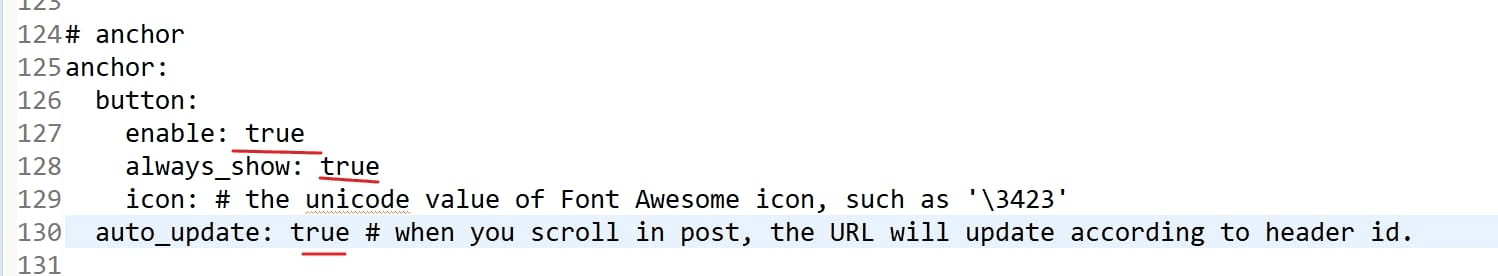 123
124# anchor
125anchor:
126  button:
127    enable: true
128    always_show: true
129    icon: # the unicode value of Font Awesome icon, such as '\3423'
130  auto_update: true # when you scroll in post, the URL will update according to header id.
131